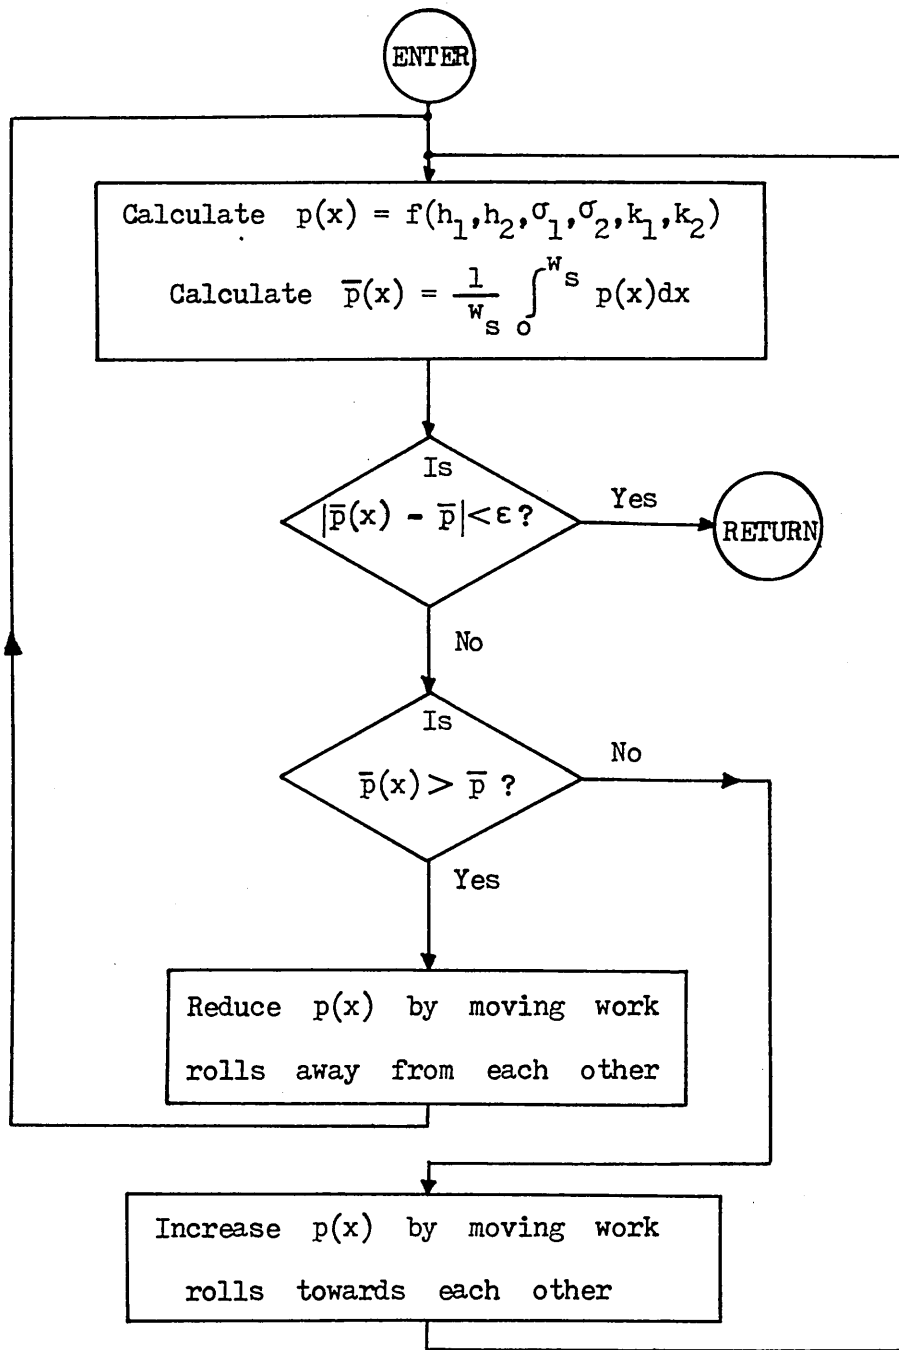 ENTER
Calculate p(x) = f(h₁,h₂,σ₁,σ₂,k₁,k₂)
Calculate p̅(x) = 1/wₛ ∫₀^wₛ p(x)dx
Is
|p̅(x) - p̅| < ε ?
Yes
RETURN
No
Is
p̅(x) > p̅ ?
No
Yes
Reduce p(x) by moving work
rolls away from each other
Increase p(x) by moving work
rolls towards each other